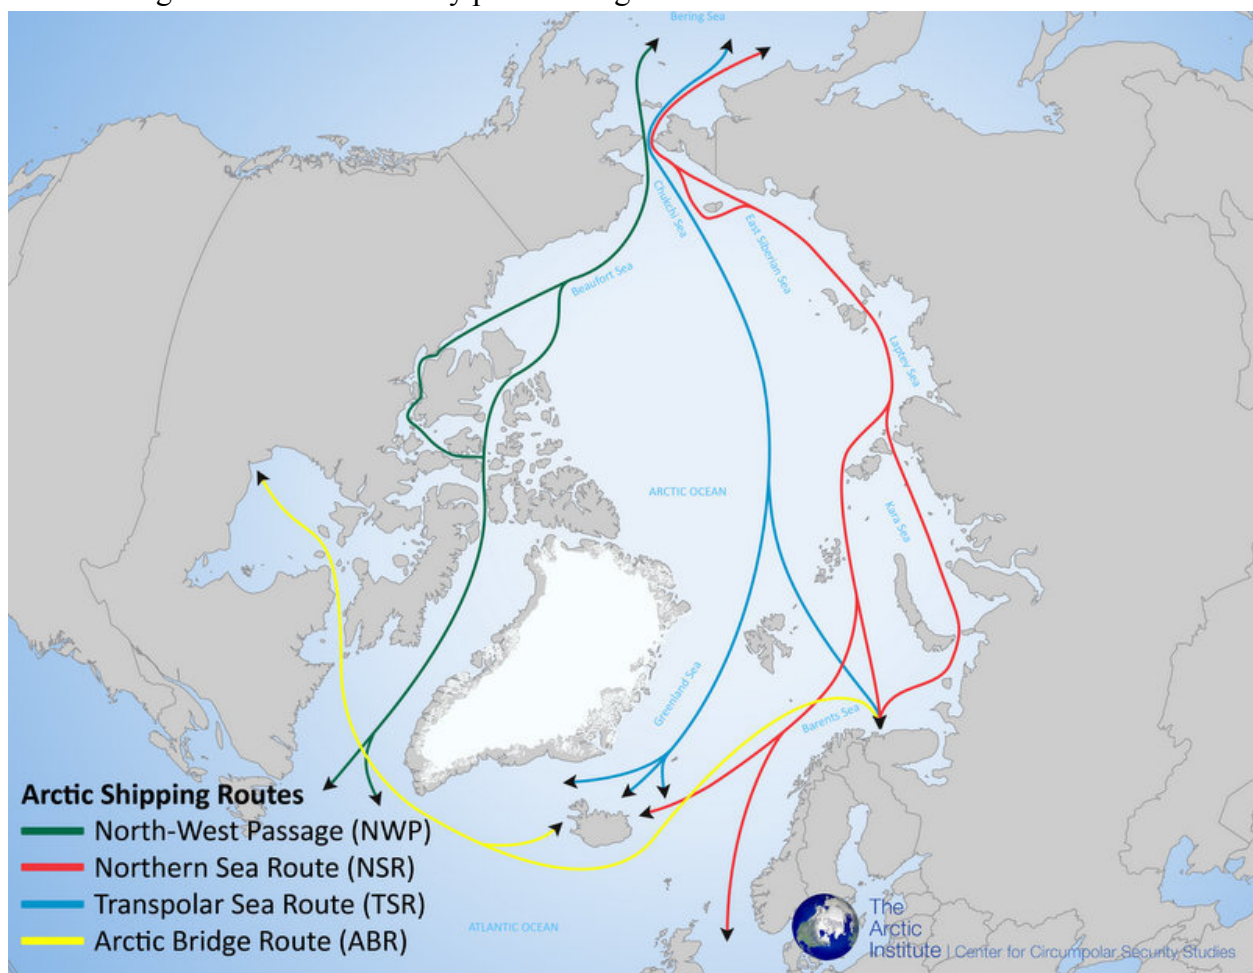 Bering Sea
Chukchi Sea
East Siberian Sea
Beaufort Sea
Laptev Sea
ARCTIC OCEAN
Kara Sea
Greenland Sea
Barents Sea
Arctic Shipping Routes
North-West Passage (NWP)
Northern Sea Route (NSR)
Transpolar Sea Route (TSR)
Arctic Bridge Route (ABR)
ATLANTIC OCEAN
The
Arctic
Institute | Center for Circumpolar Security Studies